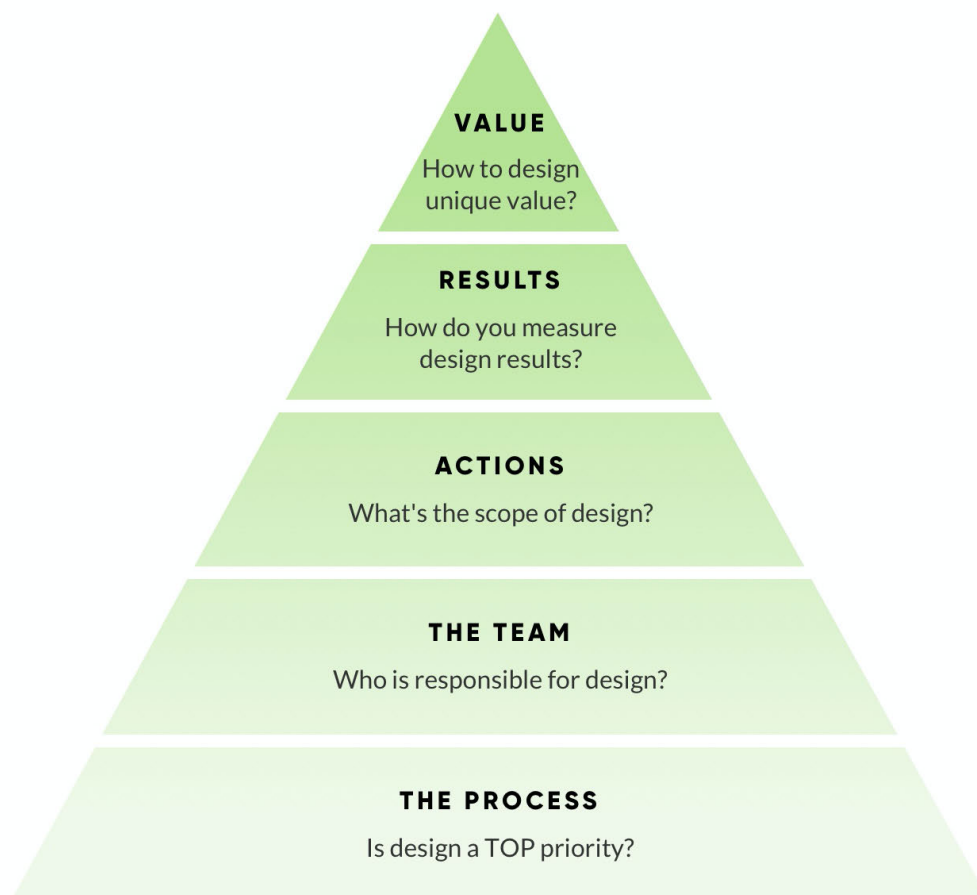 VALUE
How to design
unique value?
RESULTS
How do you measure
design results?
ACTIONS
What's the scope of design?
THE TEAM
Who is responsible for design?
THE PROCESS
Is design a TOP priority?